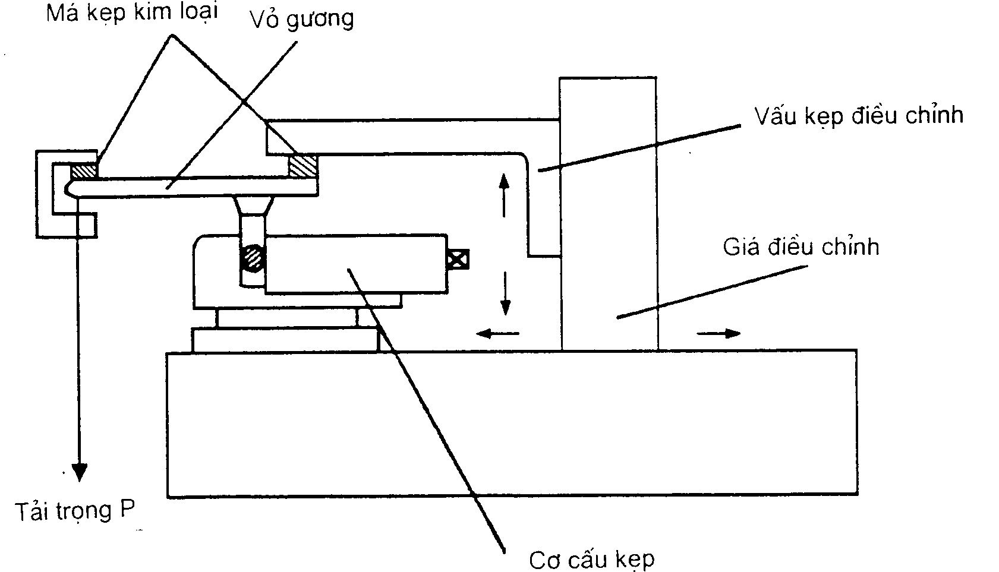 Má kẹp kim loại
Vỏ gương
Vấu kẹp điều chỉnh
Giá điều chỉnh
Tải trọng P
Cơ cấu kẹp